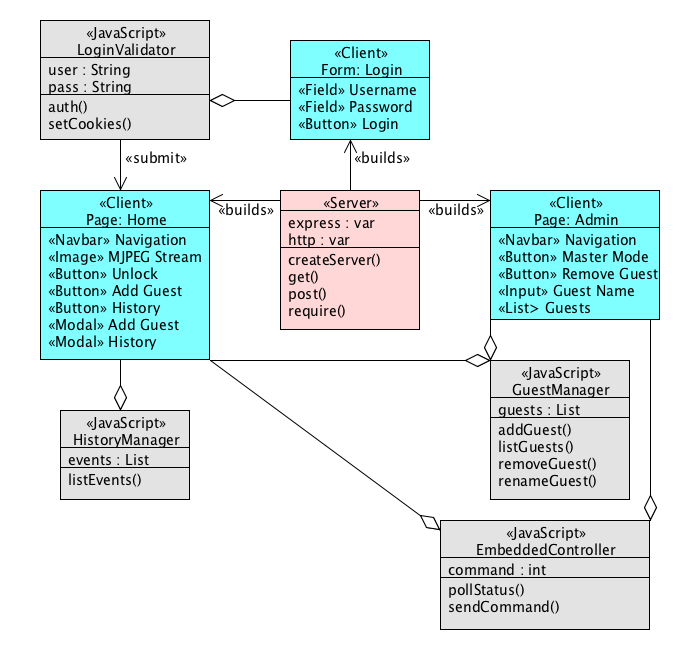 «JavaScript»
LoginValidator
user : String
pass : String
auth()
setCookies()
«Client»
Form: Login
«Field» Username
«Field» Password
«Button» Login
«submit»
«builds»
«Client»
Page: Home
«Navbar» Navigation
«Image» MJPEG Stream
«Button» Unlock
«Button» Add Guest
«Button» History
«Modal» Add Guest
«Modal» History
«builds»
«Server»
express : var
http : var
createServer()
get()
post()
require()
«builds»
«Client»
Page: Admin
«Navbar» Navigation
«Button» Master Mode
«Button» Remove Guest
«Input» Guest Name
«List> Guests
«JavaScript»
HistoryManager
events : List
listEvents()
«JavaScript»
GuestManager
guests : List
addGuest()
listGuests()
removeGuest()
renameGuest()
«JavaScript»
EmbeddedController
command : int
pollStatus()
sendCommand()